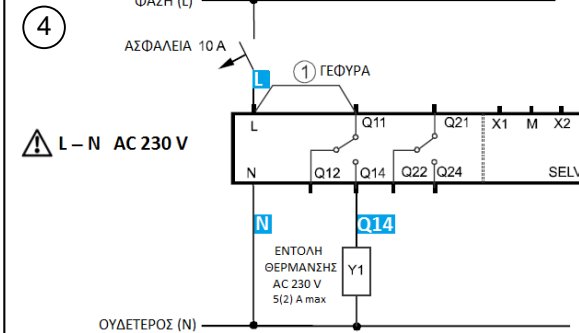 ΦΑΣΗ (L)
4
ΑΣΦΑΛΕΙΑ 10 A
L
1 ΓΕΦΥΡΑ
L
Q11
Q21
X1
M
X2
L – N AC 230 V
N
Q12
Q14
Q22
Q24
SELV
N
Q14
ΕΝΤΟΛΗ
ΘΕΡΜΑΝΣΗΣ
AC 230 V
5(2) A max
Y1
ΟΥΔΕΤΕΡΟΣ (N)